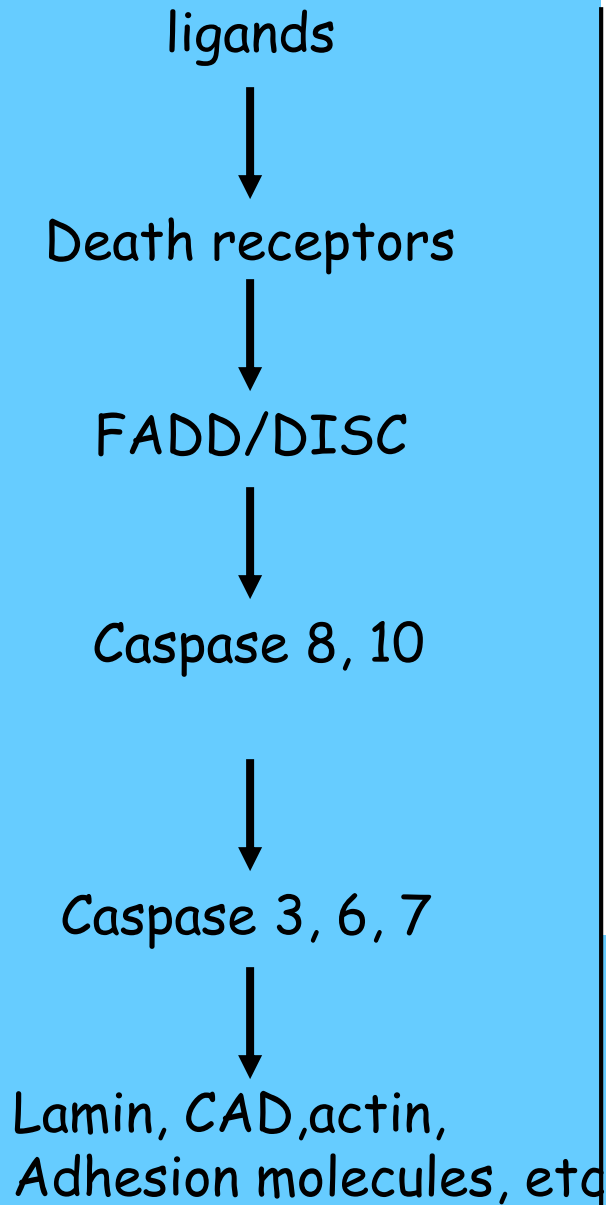 ligands
Death receptors
FADD/DISC
Caspase 8, 10
Caspase 3, 6, 7
Lamin, CAD,actin,
Adhesion molecules, etc